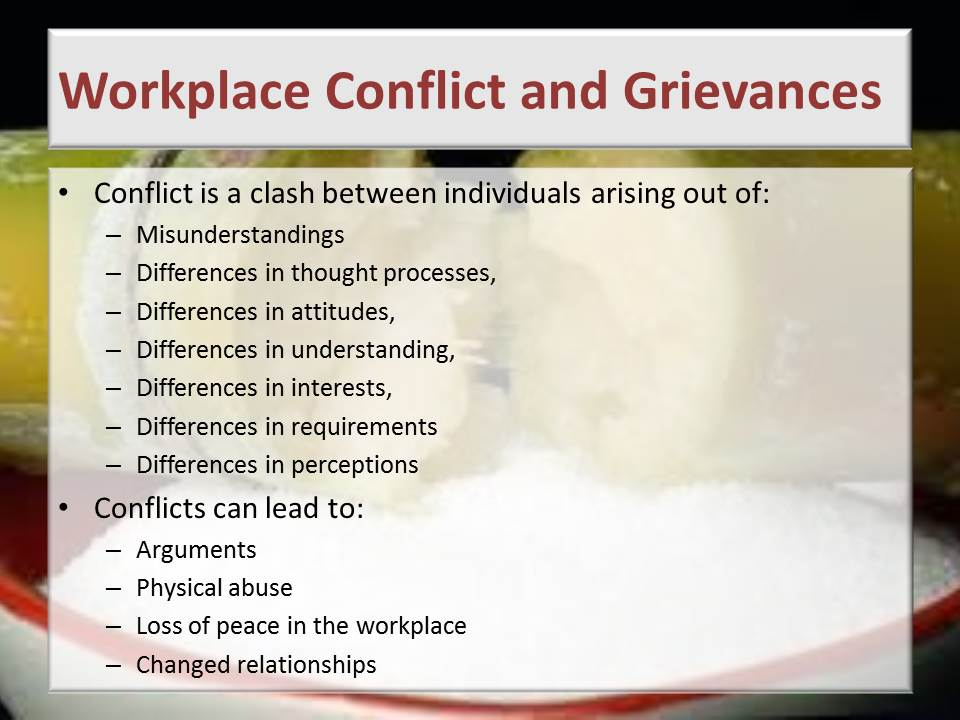 Workplace Conflict and Grievances
• Conflict is a clash between individuals arising out of:
– Misunderstandings
– Differences in thought processes,
– Differences in attitudes,
– Differences in understanding,
– Differences in interests,
– Differences in requirements
– Differences in perceptions
• Conflicts can lead to:
– Arguments
– Physical abuse
– Loss of peace in the workplace
– Changed relationships